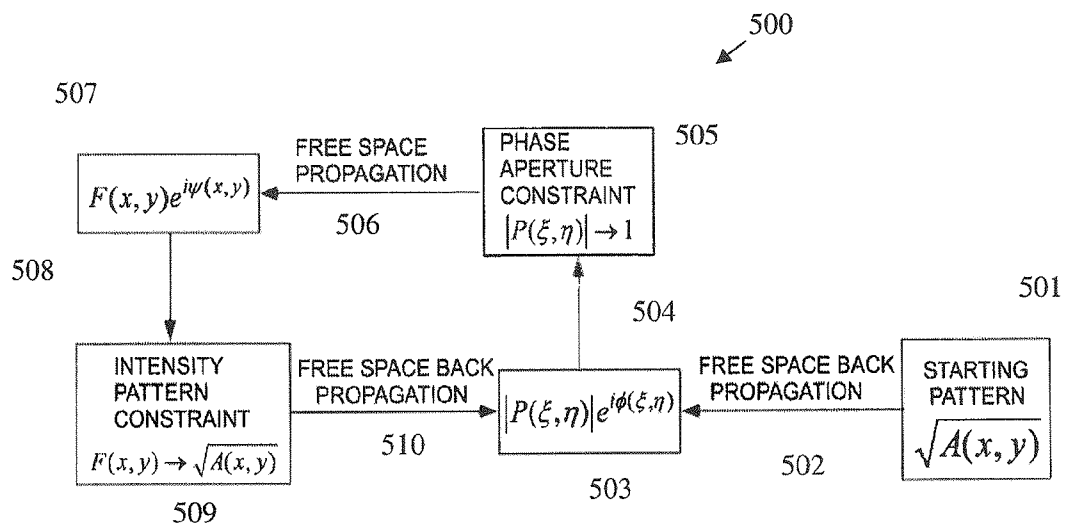 500
507
505
PHASE
APERTURE
CONSTRAINT
|P(ξ,η)| → 1
FREE SPACE
PROPAGATION
506
F(x,y)e^{iψ(x,y)}
508
504
501
INTENSITY
PATTERN
CONSTRAINT
F(x,y) → √A(x,y)
509
FREE SPACE BACK
PROPAGATION
510
|P(ξ,η)|e^{iϕ(ξ,η)}
503
FREE SPACE BACK
PROPAGATION
502
STARTING
PATTERN
√A(x,y)